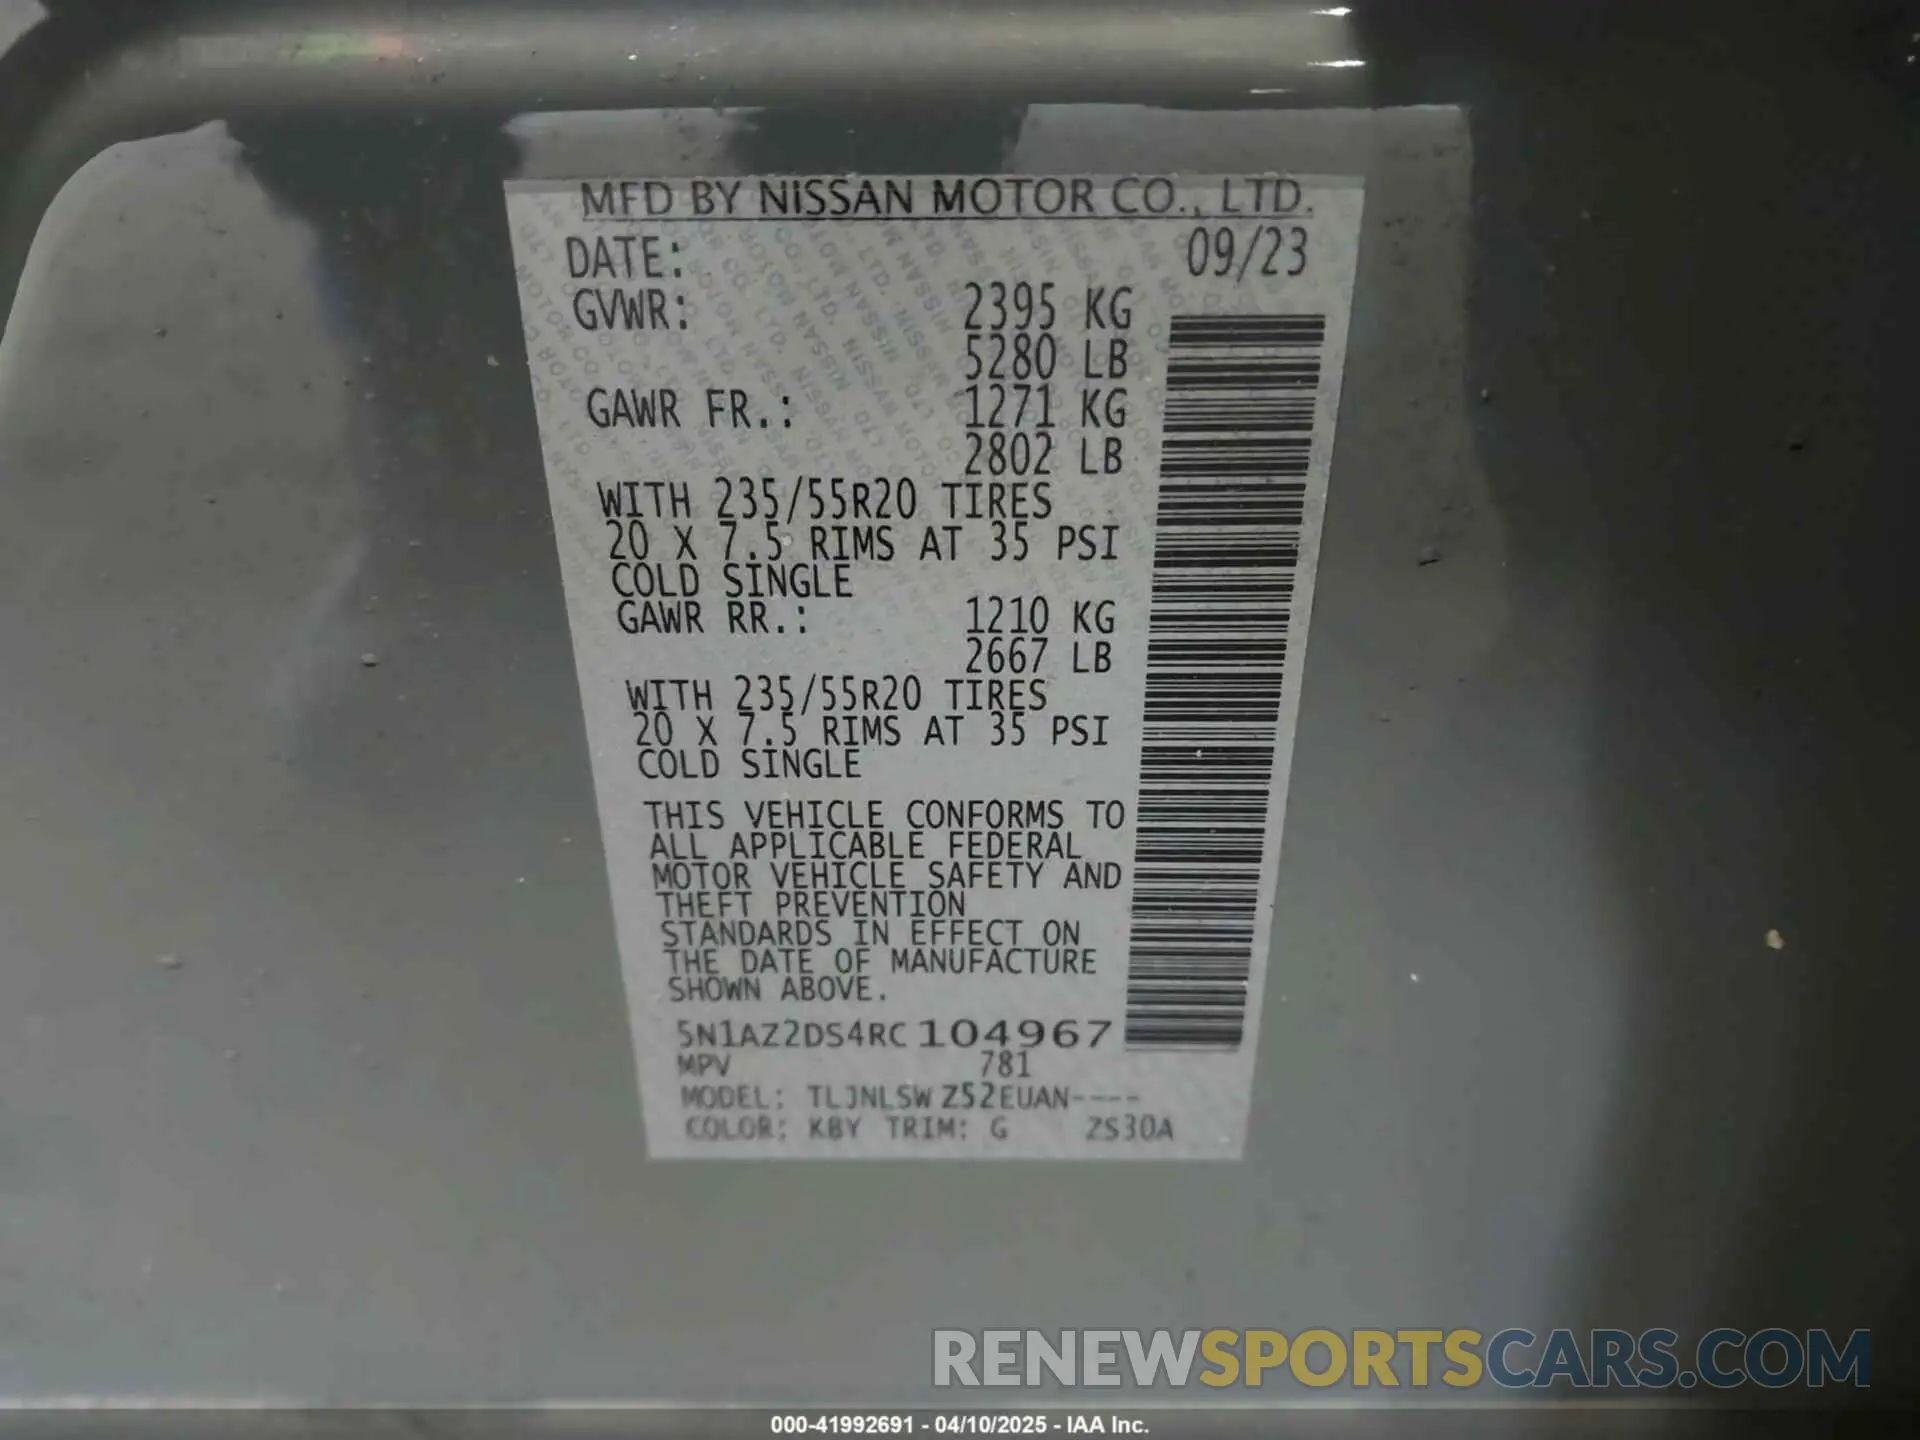 MFD BY NISSAN MOTOR CO., LTD.
DATE: 09/23
GVWR: 2395 KG
5280 LB
GAWR FR.: 1271 KG
2802 LB
WITH 235/55R20 TIRES
20 X 7.5 RIMS AT 35 PSI
COLD SINGLE
GAWR RR.: 1210 KG
2667 LB
WITH 235/55R20 TIRES
20 X 7.5 RIMS AT 35 PSI
COLD SINGLE
THIS VEHICLE CONFORMS TO
ALL APPLICABLE FEDERAL
MOTOR VEHICLE SAFETY AND
THEFT PREVENTION
STANDARDS IN EFFECT ON
THE DATE OF MANUFACTURE
SHOWN ABOVE.
5N1AZ2DS4RC104967
MPV 781
MODEL: TLJNLSW Z52EUAN----
COLOR: KBY TRIM: G 2S30A
RENEWSPORTSCARS.COM
000-41992691 - 04/10/2025 - IAA Inc.